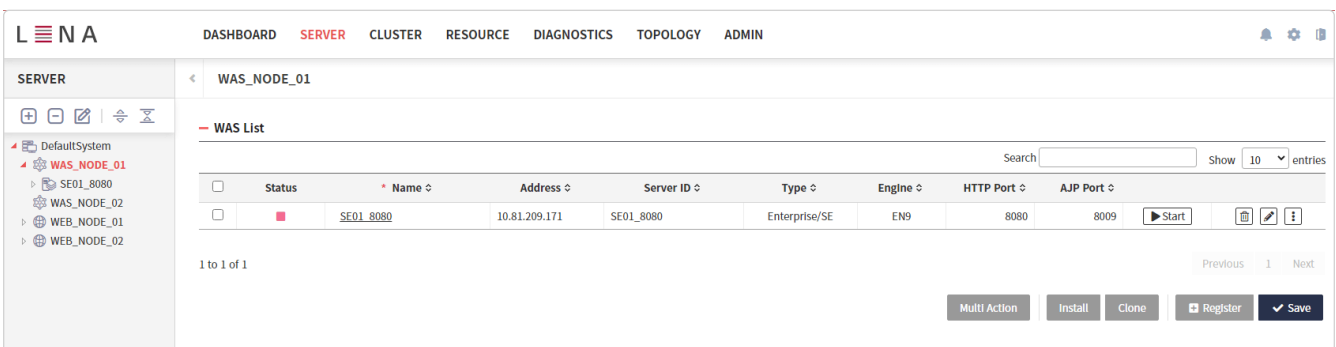 LENA
DASHBOARD SERVER CLUSTER RESOURCE DIAGNOSTICS TOPOLOGY ADMIN
SERVER
WAS_NODE_01
DefaultSystem
WAS_NODE_01
SE01_8080
WAS_NODE_02
WEB_NODE_01
WEB_NODE_02
WAS List
Search
Show 10 entries
Status * Name Address Server ID Type Engine HTTP Port AJP Port
SE01_8080 10.81.209.171 SE01_8080 Enterprise/SE EN9 8080 8009 Start
1 to 1 of 1
Previous 1 Next
Multi Action Install Clone Register Save